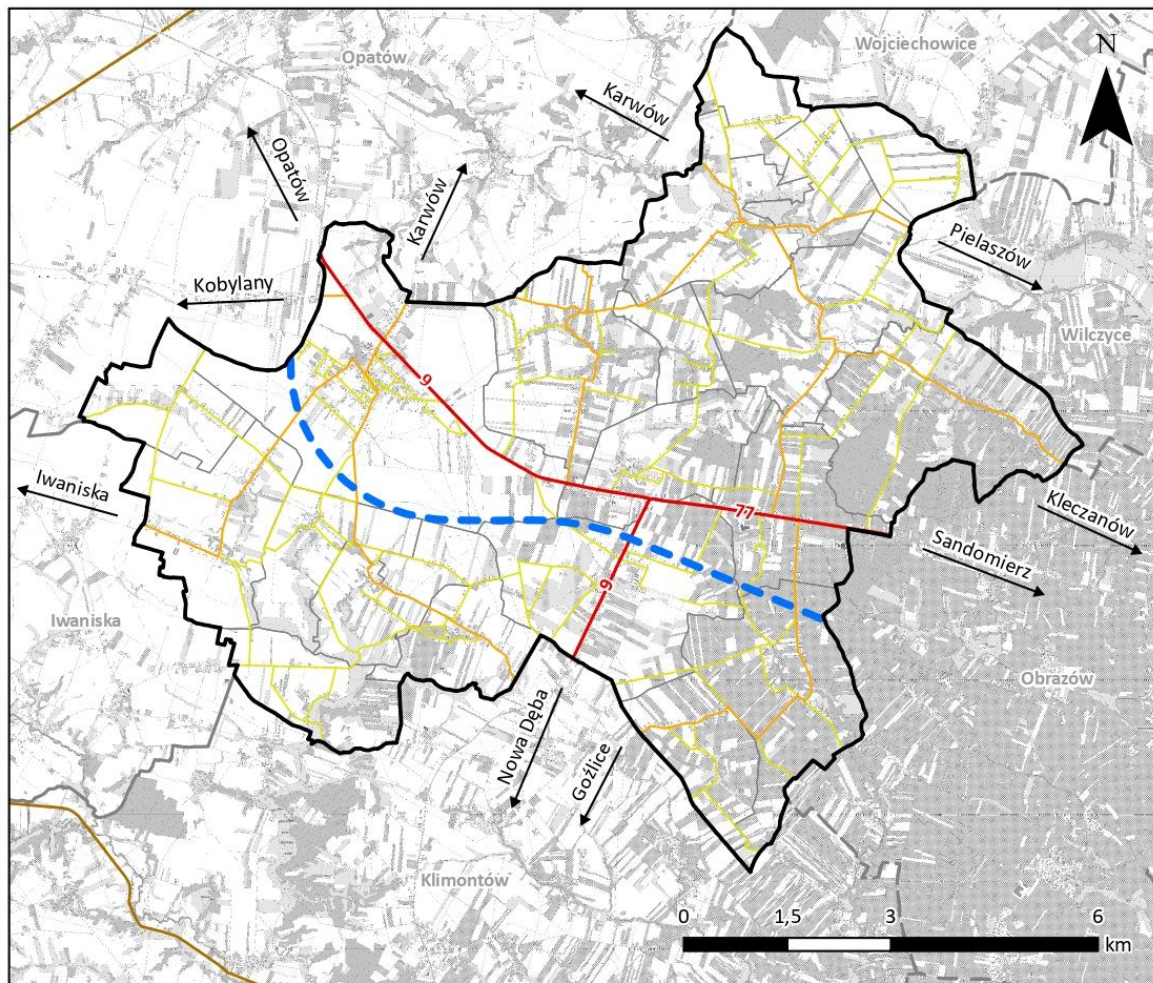 Opatów
Wojciechowice
N
Karwów
Opatów
Karwów
Pielaszów
Kobylany
Wilczyce
9
Iwaniska
77
Kleczanów
Sandomierz
9
Iwaniska
Obrazów
Nowa Dęba
Goźlice
Klimontów
0 1,5 3 6
km